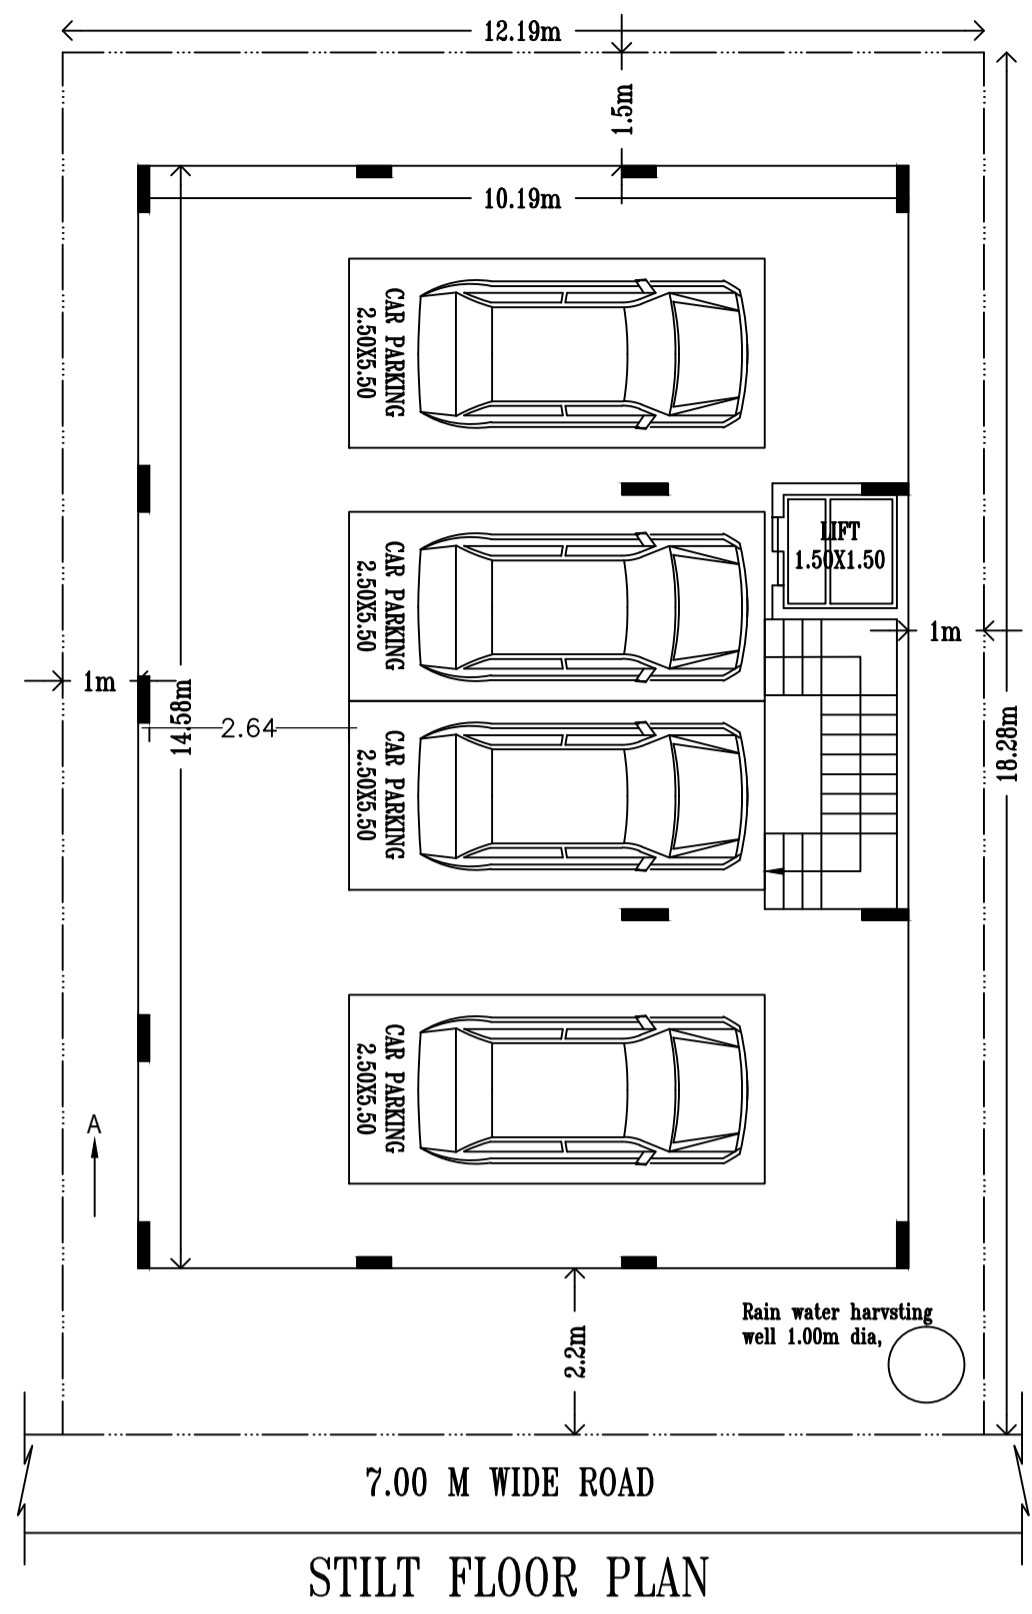 12.19m
1.5m
10.19m
CAR PARKING
2.50X5.50
LIFT
1.50X1.50
CAR PARKING
2.50X5.50
1m
1m
14.58m
2.64
18.28m
CAR PARKING
2.50X5.50
CAR PARKING
2.50X5.50
A
Rain water harvsting
well 1.00m dia,
2.2m
7.00 M WIDE ROAD
STILT FLOOR PLAN